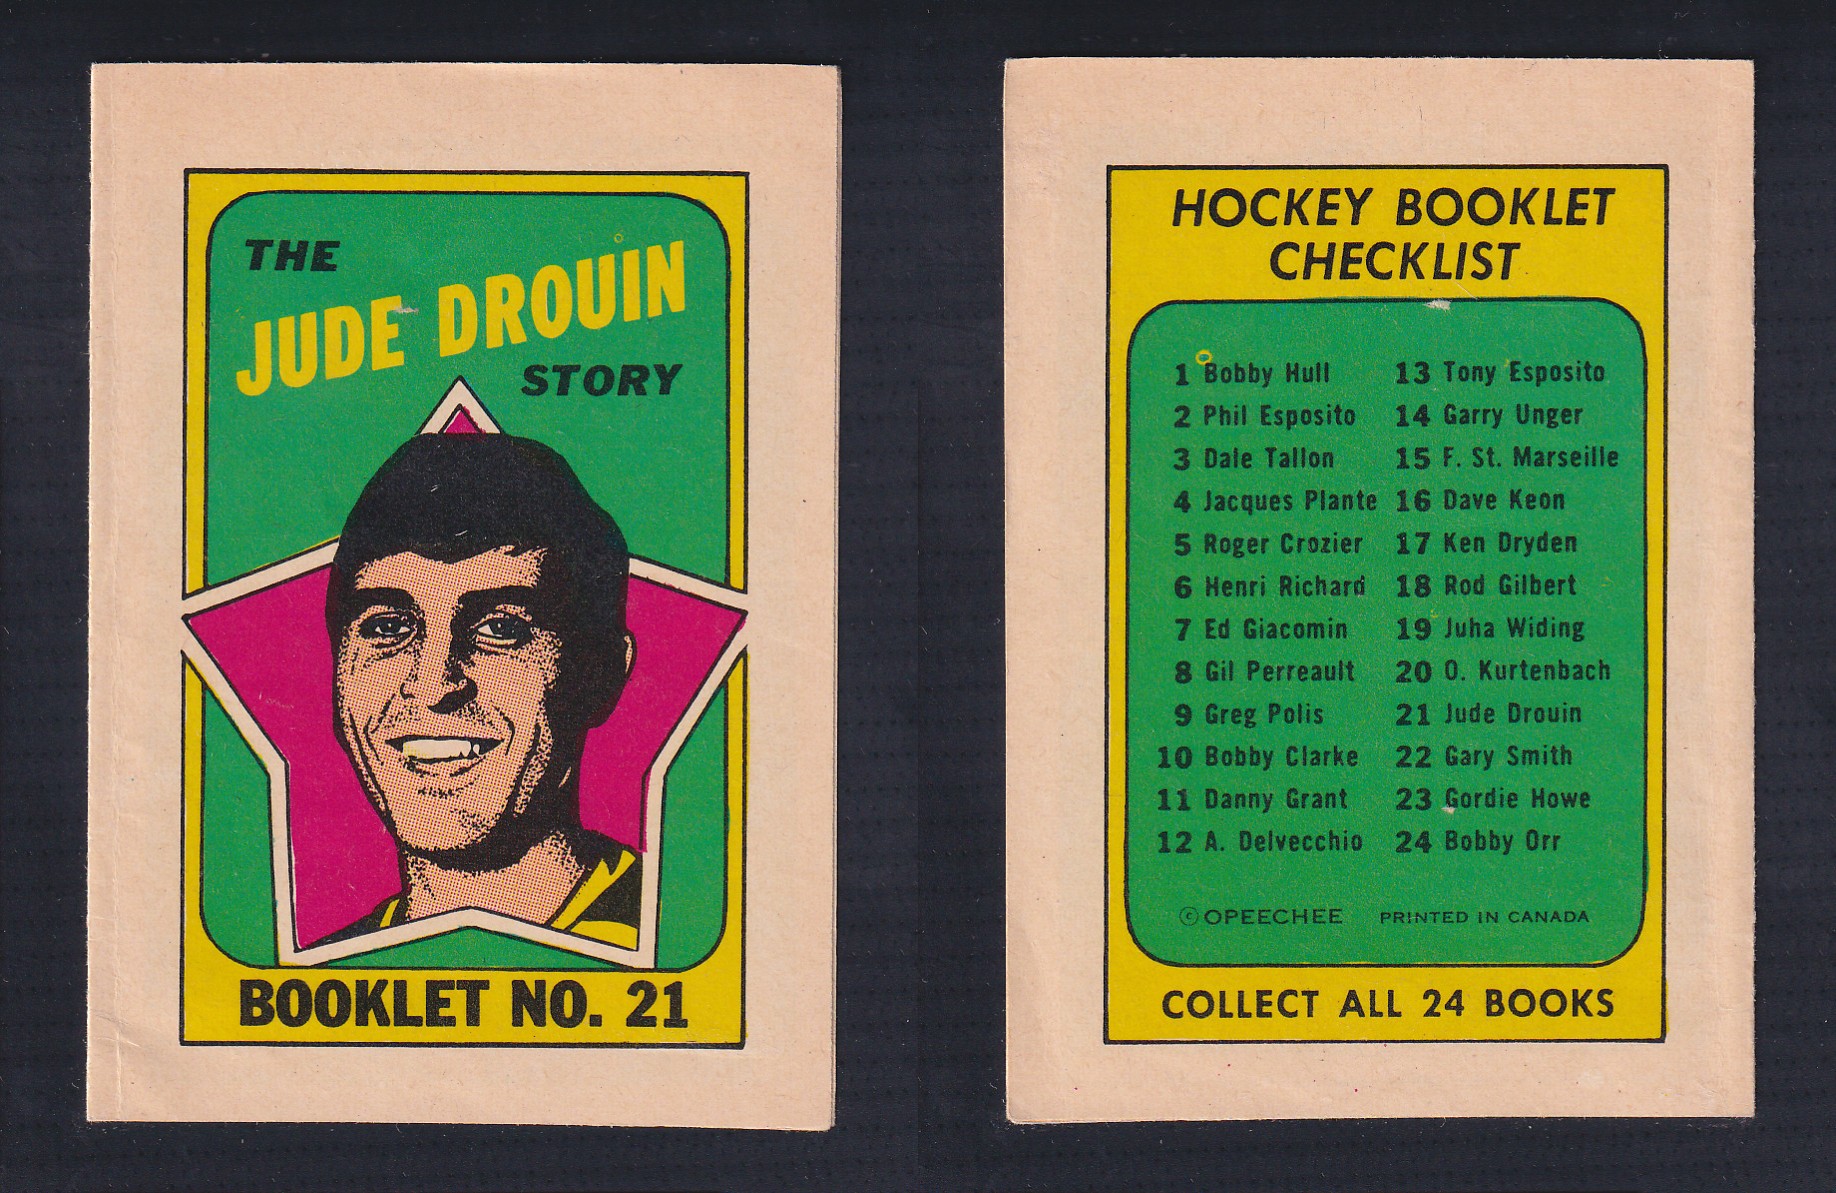 THE
JUDE DROUIN
STORY
BOOKLET NO. 21
HOCKEY BOOKLET
CHECKLIST
1 Bobby Hull
2 Phil Esposito
3 Dale Tallon
4 Jacques Plante
5 Roger Crozier
6 Henri Richard
7 Ed Giacomin
8 Gil Perreault
9 Greg Polis
10 Bobby Clarke
11 Danny Grant
12 A. Delvecchio
13 Tony Esposito
14 Garry Unger
15 F. St. Marseille
16 Dave Keon
17 Ken Dryden
18 Rod Gilbert
19 Juha Widing
20 O. Kurtenbach
21 Jude Drouin
22 Gary Smith
23 Gordie Howe
24 Bobby Orr
© OPEECHEE PRINTED IN CANADA
COLLECT ALL 24 BOOKS